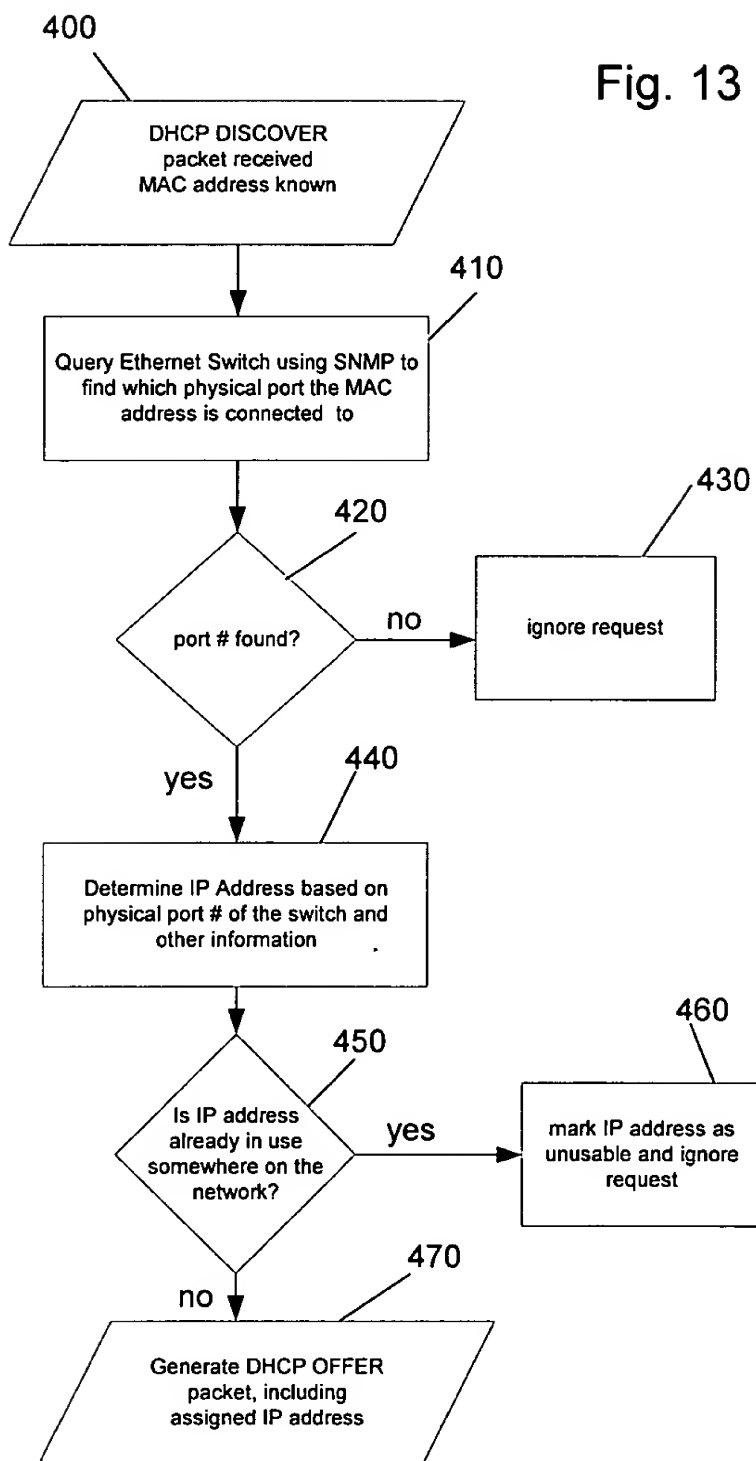 400
Fig. 13
DHCP DISCOVER
packet received
MAC address known
410
Query Ethernet Switch using SNMP to
find which physical port the MAC
address is connected to
420
430
port # found?
no
ignore request
yes
440
Determine IP Address based on
physical port # of the switch and
other information
450
460
Is IP address
already in use
somewhere on the
network?
yes
mark IP address as
unusable and ignore
request
no
470
Generate DHCP OFFER
packet, including
assigned IP address